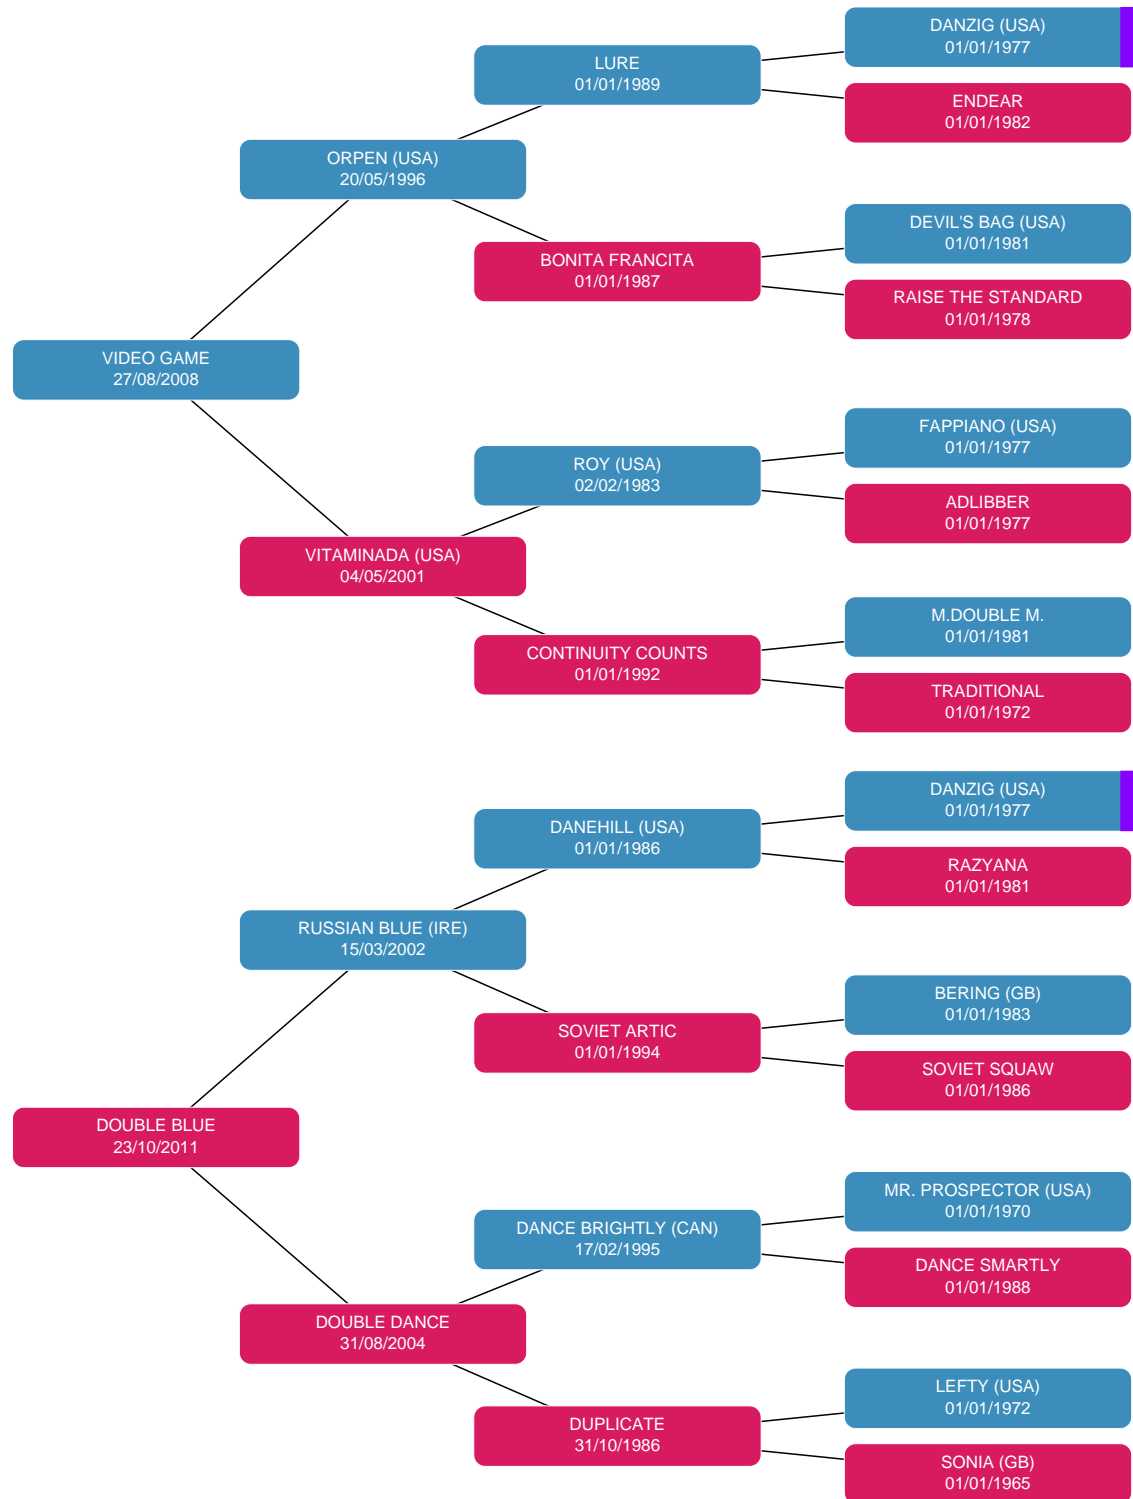 DANZIG (USA)
01/01/1977
LURE
01/01/1989
ENDEAR
01/01/1982
ORPEN (USA)
20/05/1996
DEVIL'S BAG (USA)
01/01/1981
BONITA FRANCITA
01/01/1987
RAISE THE STANDARD
01/01/1978
VIDEO GAME
27/08/2008
FAPPIANO (USA)
01/01/1977
ROY (USA)
02/02/1983
ADLIBBER
01/01/1977
VITAMINADA (USA)
04/05/2001
M.DOUBLE M.
01/01/1981
CONTINUITY COUNTS
01/01/1992
TRADITIONAL
01/01/1972
DANZIG (USA)
01/01/1977
DANEHILL (USA)
01/01/1986
RAZYANA
01/01/1981
RUSSIAN BLUE (IRE)
15/03/2002
BERING (GB)
01/01/1983
SOVIET ARTIC
01/01/1994
SOVIET SQUAW
01/01/1986
DOUBLE BLUE
23/10/2011
MR. PROSPECTOR (USA)
01/01/1970
DANCE BRIGHTLY (CAN)
17/02/1995
DANCE SMARTLY
01/01/1988
DOUBLE DANCE
31/08/2004
LEFTY (USA)
01/01/1972
DUPLICATE
31/10/1986
SONIA (GB)
01/01/1965